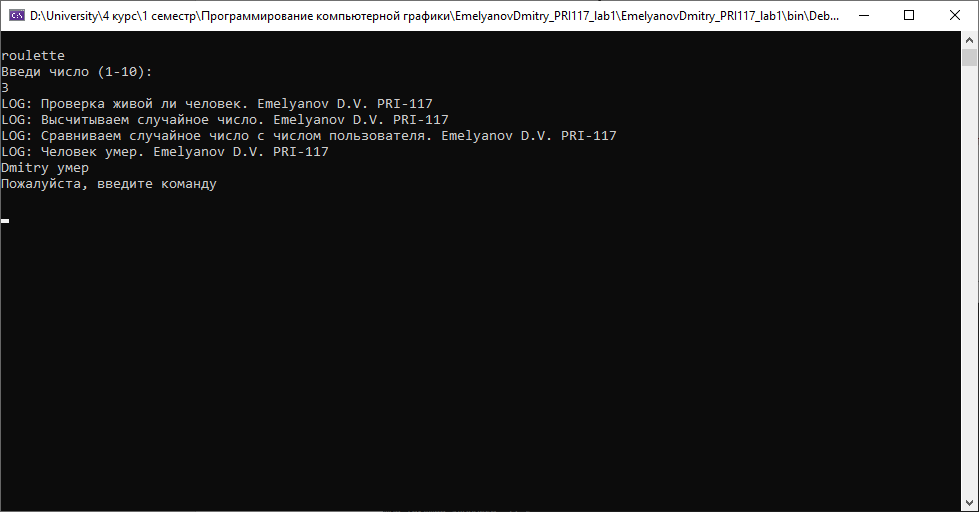 D:\University\4 курс\1 семестр\Программирование компьютерной графики\EmelyanovDmitry_PRI117_lab1\EmelyanovDmitry_PRI117_lab1\bin\Deb...
roulette
Введи число (1-10):
3
LOG: Проверка живой ли человек. Emelyanov D.V. PRI-117
LOG: Высчитываем случайное число. Emelyanov D.V. PRI-117
LOG: Сравниваем случайное число с числом пользователя. Emelyanov D.V. PRI-117
LOG: Человек умер. Emelyanov D.V. PRI-117
Dmitry умер
Пожалуйста, введите команду